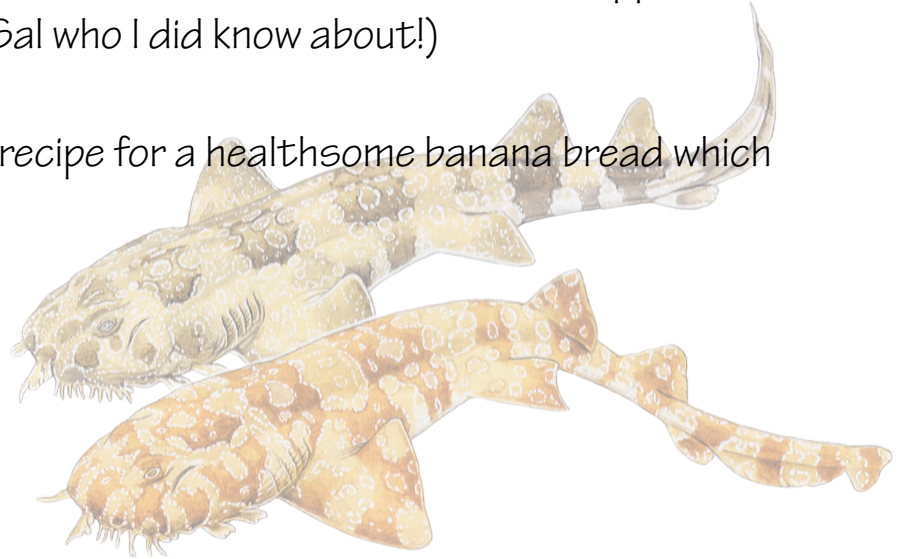 Gal who I did know about!)
recipe for a healthsome banana bread which